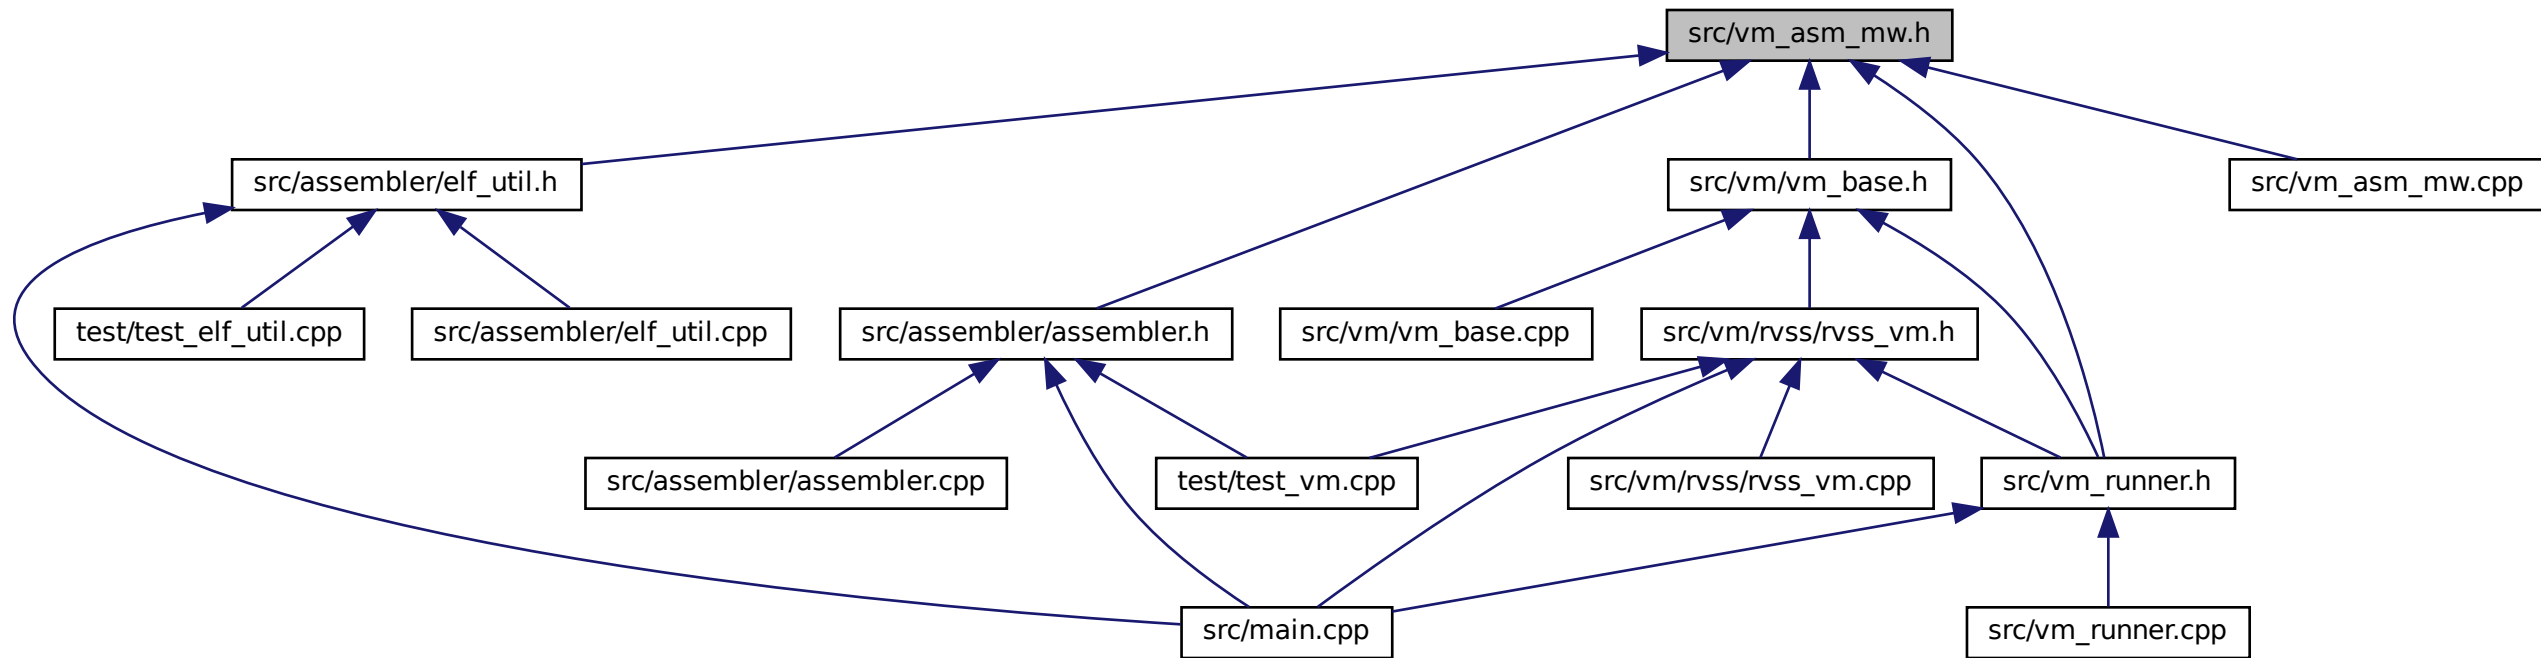 src/vm_asm_mw.h
src/assembler/elf_util.h
src/vm/vm_base.h
src/vm_asm_mw.cpp
test/test_elf_util.cpp
src/assembler/elf_util.cpp
src/assembler/assembler.h
src/vm/vm_base.cpp
src/vm/rvss/rvss_vm.h
src/assembler/assembler.cpp
test/test_vm.cpp
src/vm/rvss/rvss_vm.cpp
src/vm_runner.h
src/main.cpp
src/vm_runner.cpp